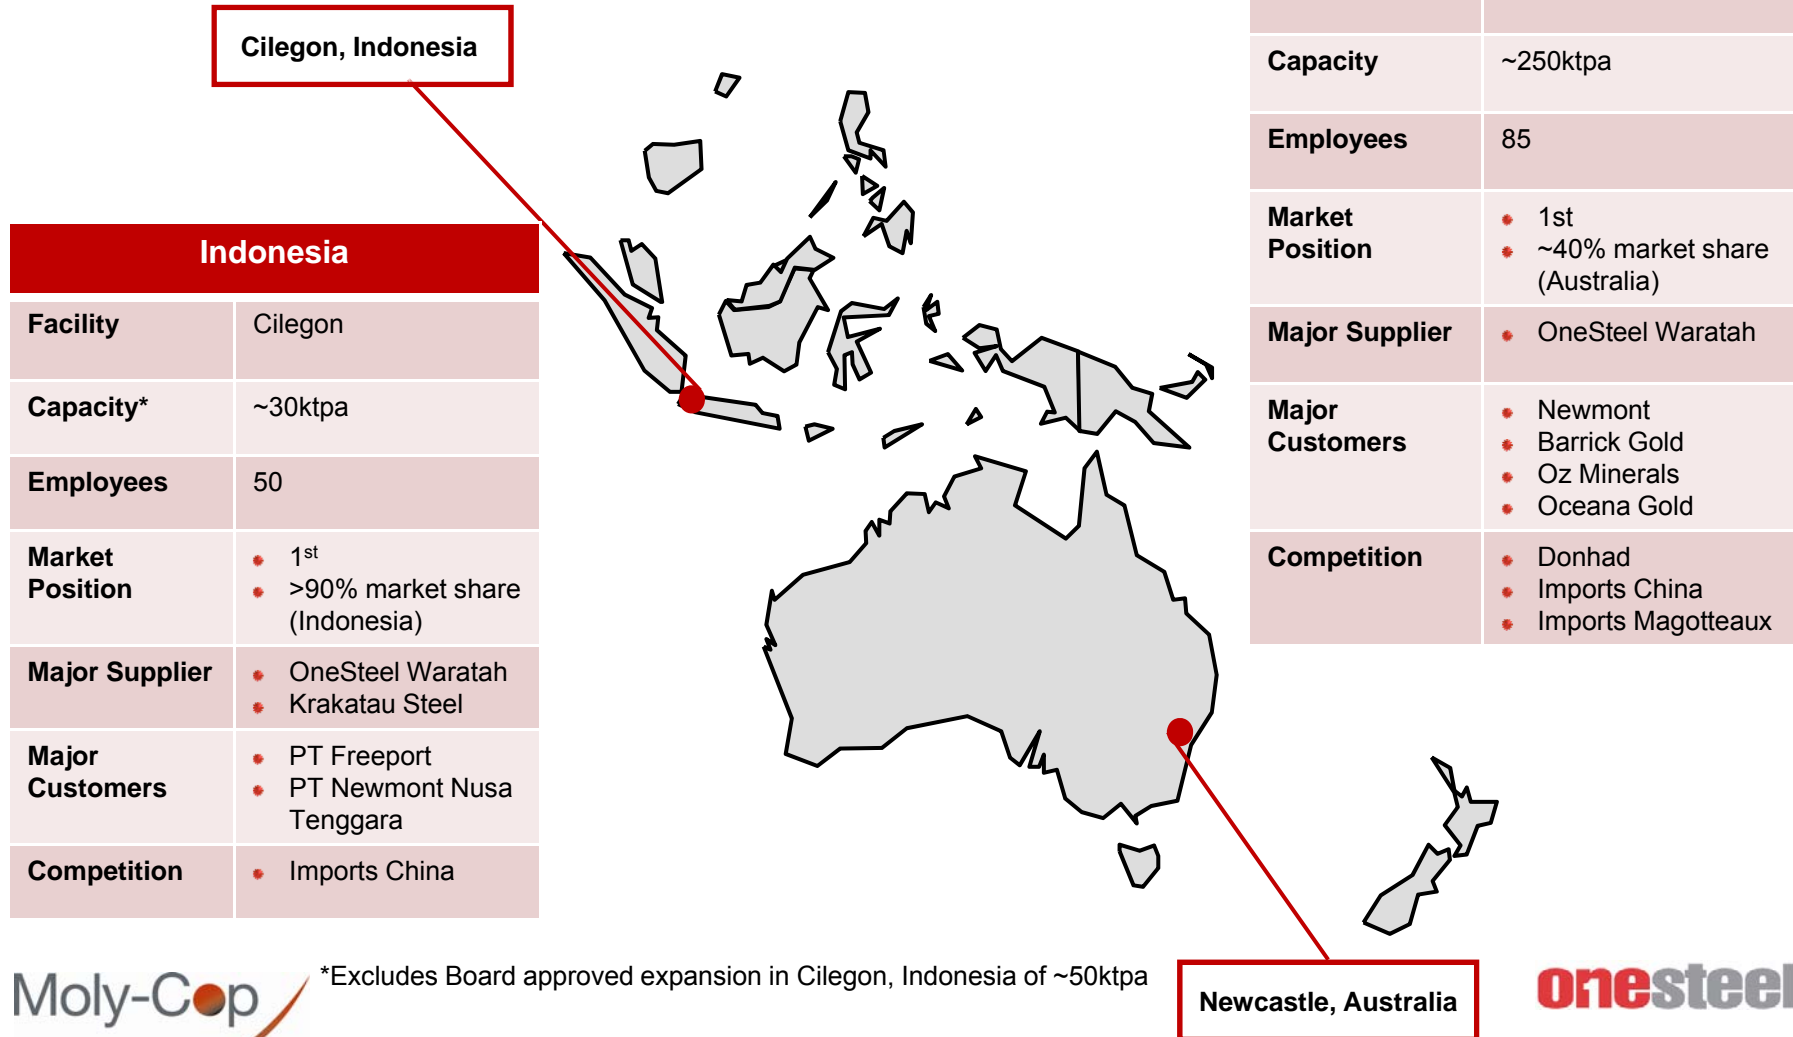 Cilegon, Indonesia
Indonesia
Facility
Cilegon
Capacity*
~30ktpa
Employees
50
Market
Position
1st
>90% market share
(Indonesia)
Major Supplier
OneSteel Waratah
Krakatau Steel
Major
Customers
PT Freeport
PT Newmont Nusa
Tenggara
Competition
Imports China
Capacity
~250ktpa
Employees
85
Market
Position
1st
~40% market share
(Australia)
Major Supplier
OneSteel Waratah
Major
Customers
Newmont
Barrick Gold
Oz Minerals
Oceana Gold
Competition
Donhad
Imports China
Imports Magotteaux
Moly-Cop
*Excludes Board approved expansion in Cilegon, Indonesia of ~50ktpa
Newcastle, Australia
onesteel